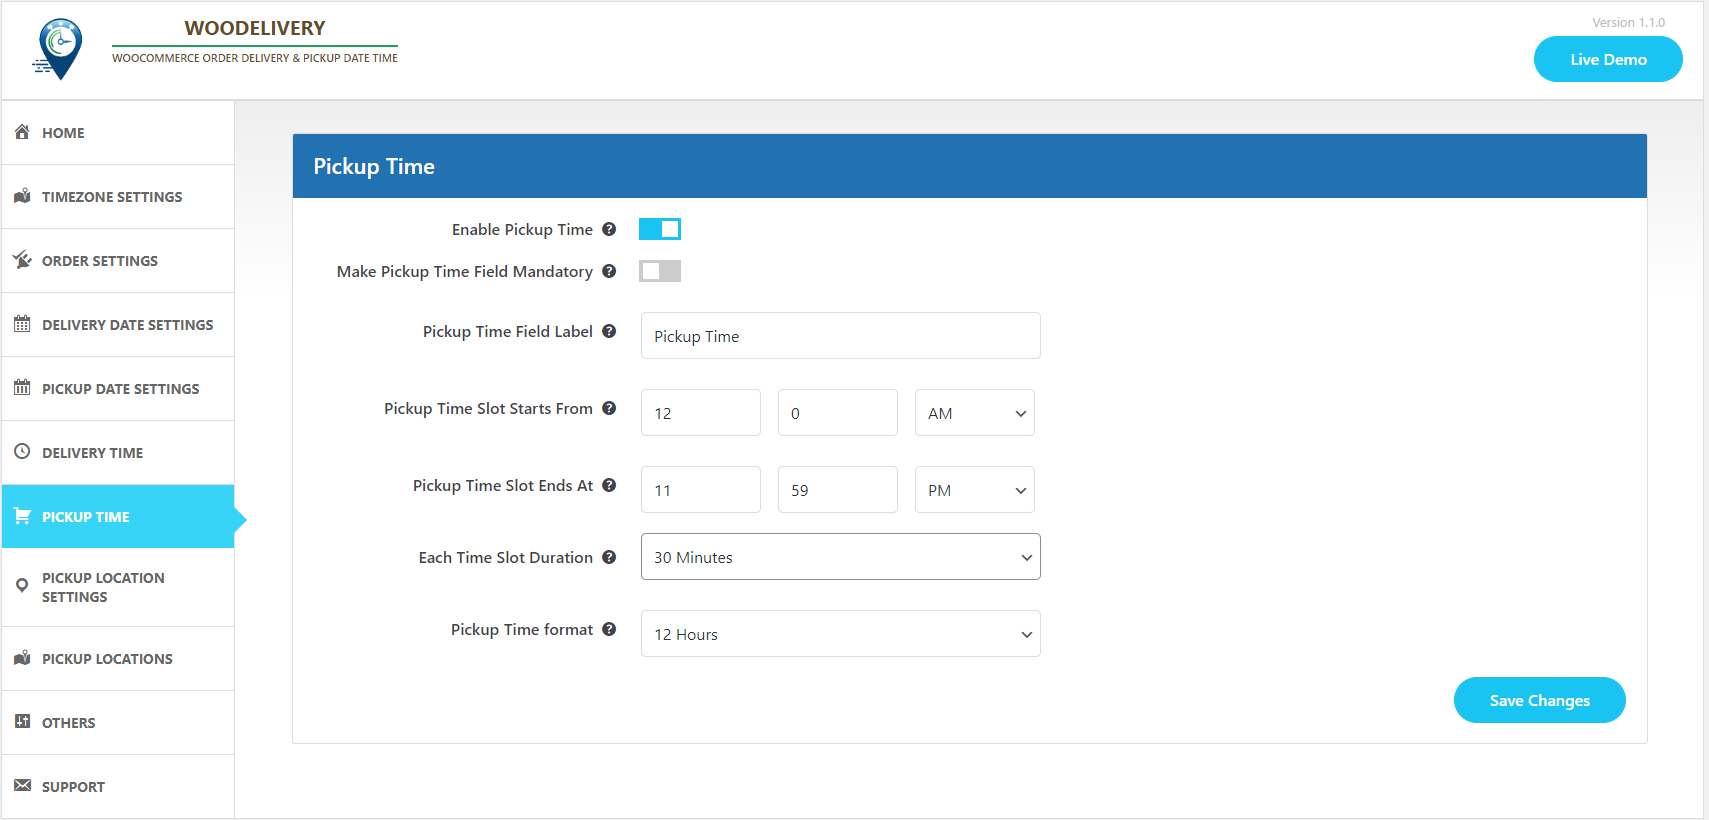 WOODELIVERY
WOOCOMMERCE ORDER DELIVERY & PICKUP DATE TIME
Version 1.1.0
Live Demo
HOME
TIMEZONE SETTINGS
ORDER SETTINGS
DELIVERY DATE SETTINGS
PICKUP DATE SETTINGS
DELIVERY TIME
PICKUP TIME
PICKUP LOCATION
SETTINGS
PICKUP LOCATIONS
OTHERS
SUPPORT
Pickup Time
Enable Pickup Time ?
Make Pickup Time Field Mandatory ?
Pickup Time Field Label ? Pickup Time
Pickup Time Slot Starts From ? 12 0 AM
Pickup Time Slot Ends At ? 11 59 PM
Each Time Slot Duration ? 30 Minutes
Pickup Time format ? 12 Hours
Save Changes